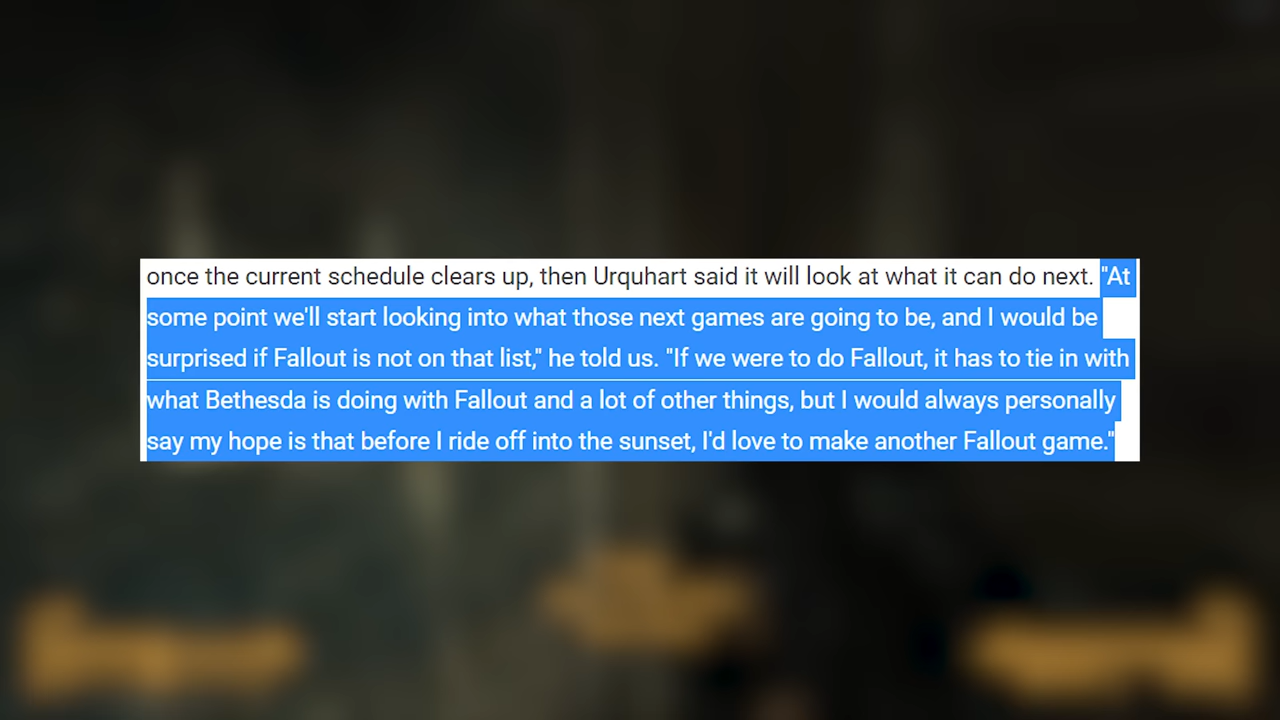 once the current schedule clears up, then Urquhart said it will look at what it can do next. "At
some point we'll start looking into what those next games are going to be, and I would be
surprised if Fallout is not on that list," he told us. "If we were to do Fallout, it has to tie in with
what Bethesda is doing with Fallout and a lot of other things, but I would always personally
say my hope is that before I ride off into the sunset, I'd love to make another Fallout game."